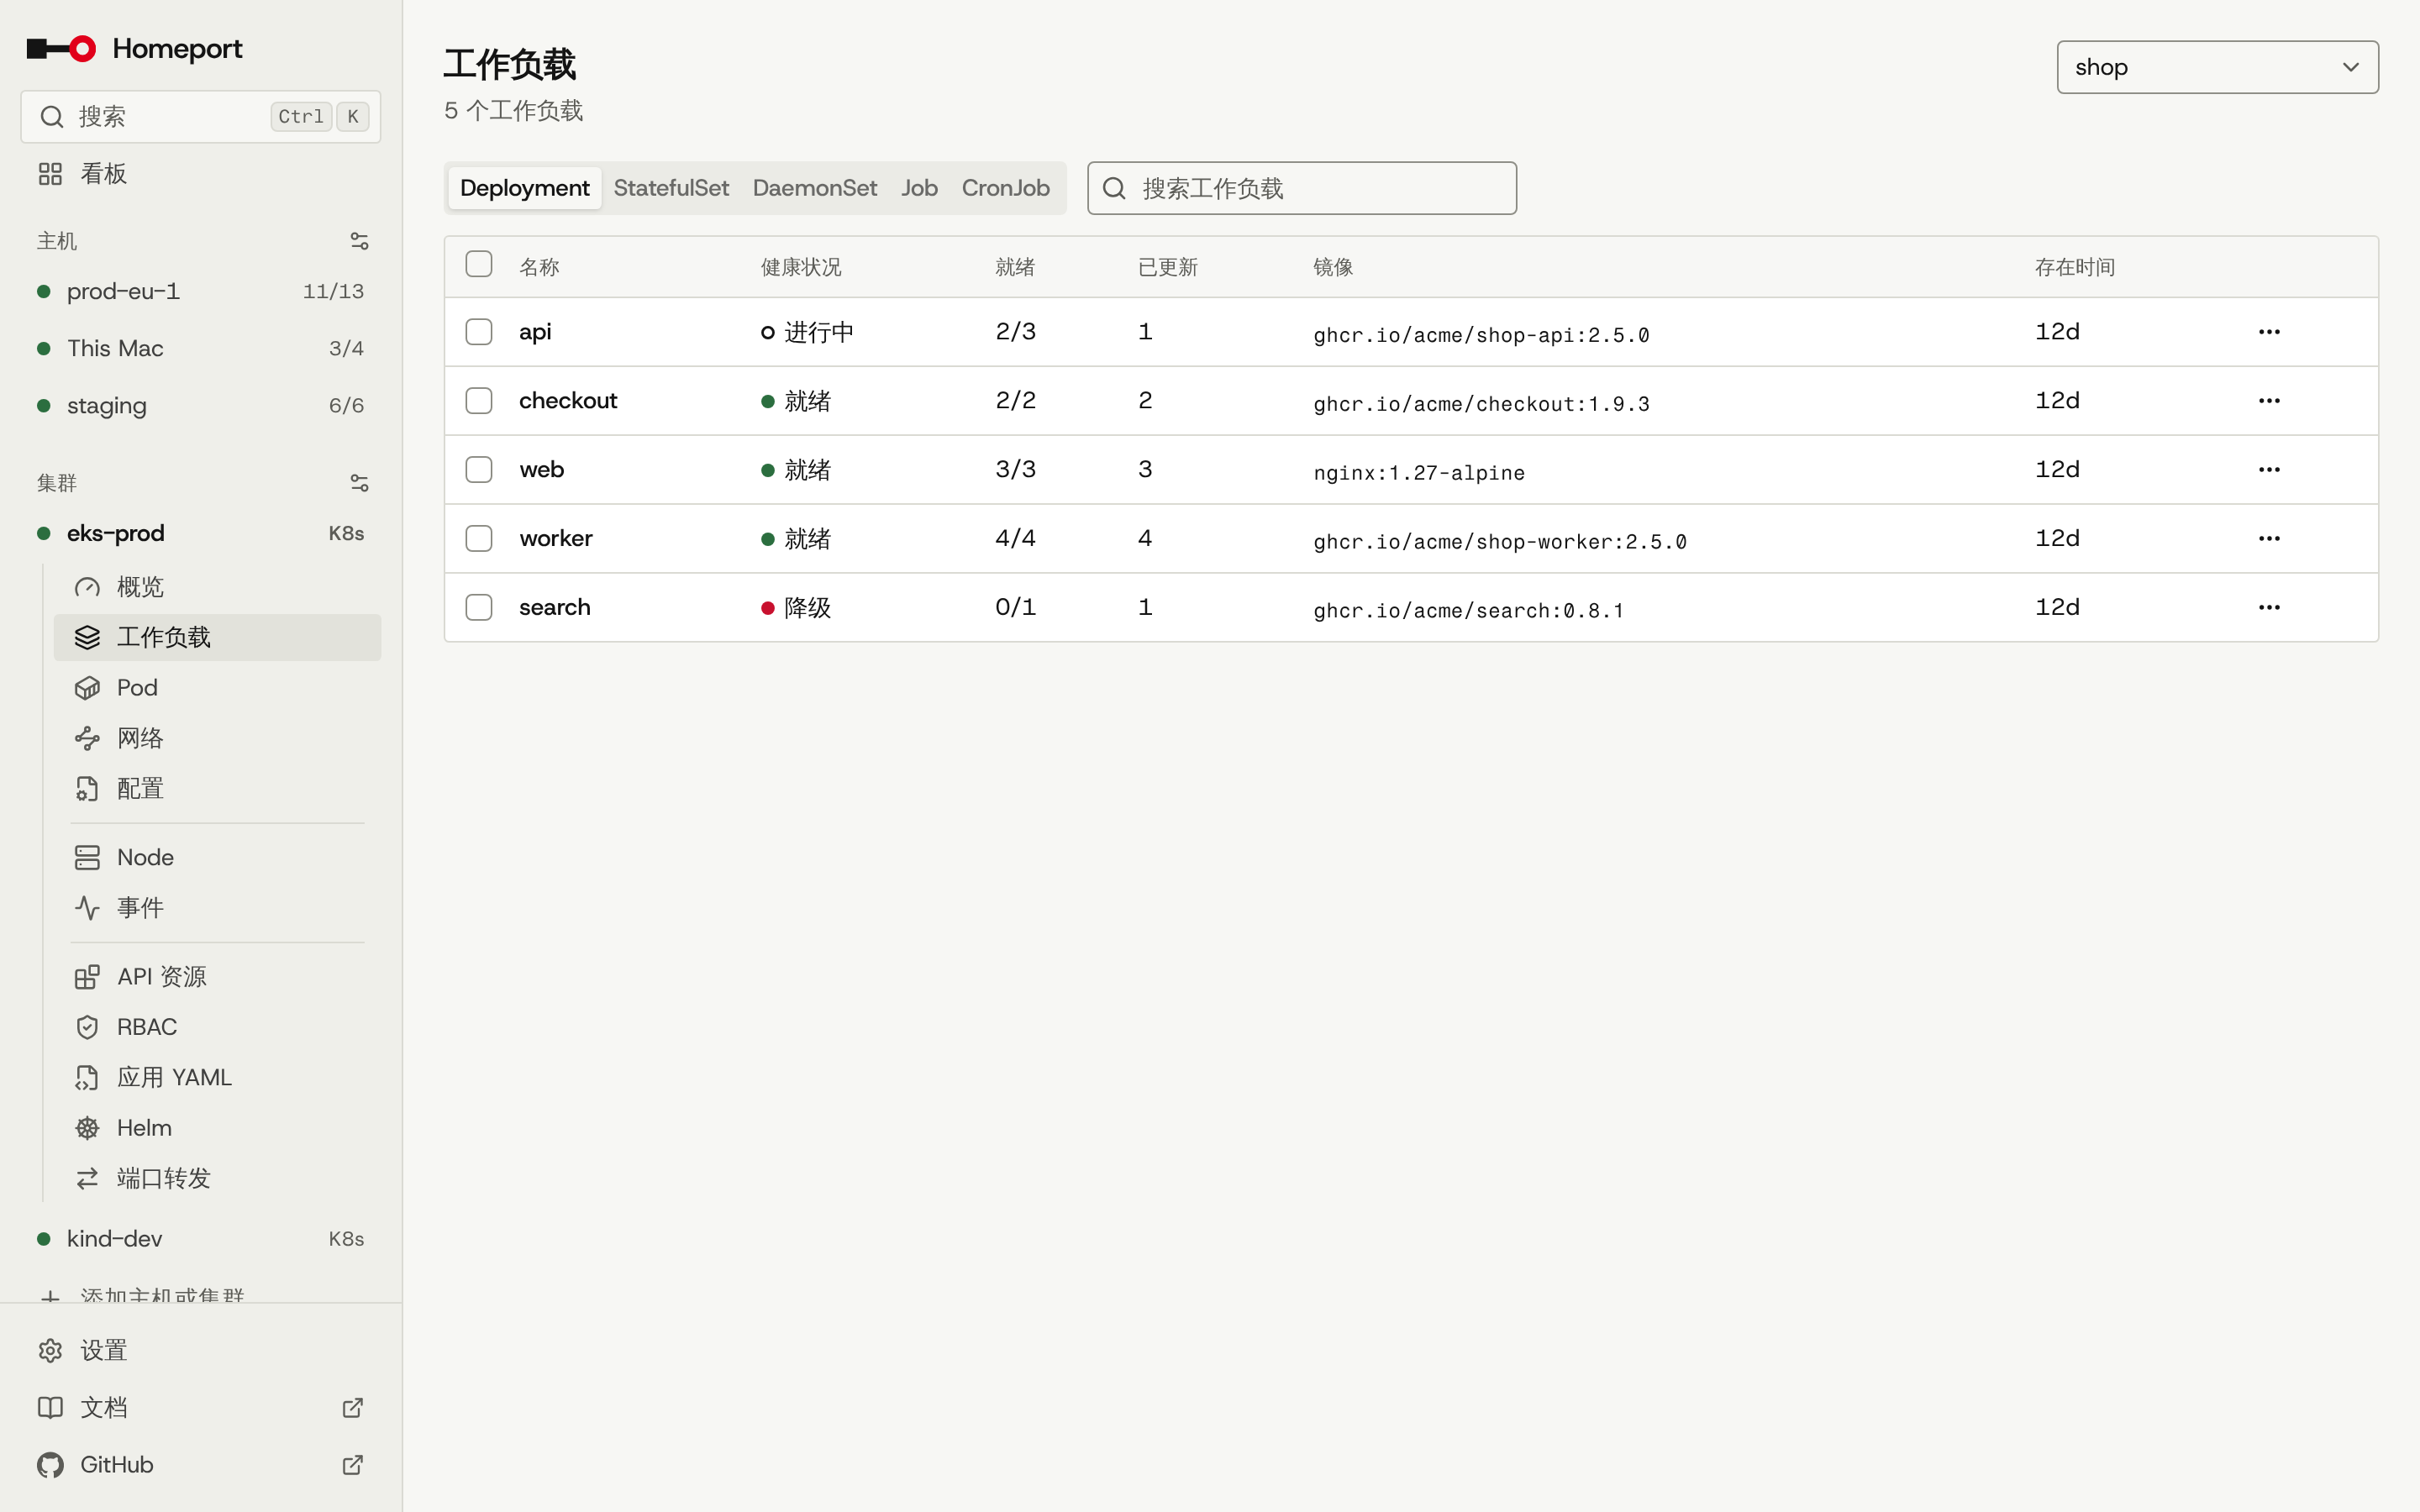 Homeport
搜索 Ctrl K
看板
主机
prod-eu-1 11/13
This Mac 3/4
staging 6/6
集群
eks-prod K8s
概览
工作负载
Pod
网络
配置
Node
事件
API 资源
RBAC
应用 YAML
Helm
端口转发
kind-dev K8s
添加主机或集群
设置
文档
GitHub
工作负载
5 个工作负载
shop
Deployment StatefulSet DaemonSet Job CronJob
搜索工作负载
名称 健康状况 就绪 已更新 镜像 存在时间
api 进行中 2/3 1 ghcr.io/acme/shop-api:2.5.0 12d
checkout 就绪 2/2 2 ghcr.io/acme/checkout:1.9.3 12d
web 就绪 3/3 3 nginx:1.27-alpine 12d
worker 就绪 4/4 4 ghcr.io/acme/shop-worker:2.5.0 12d
search 降级 0/1 1 ghcr.io/acme/search:0.8.1 12d